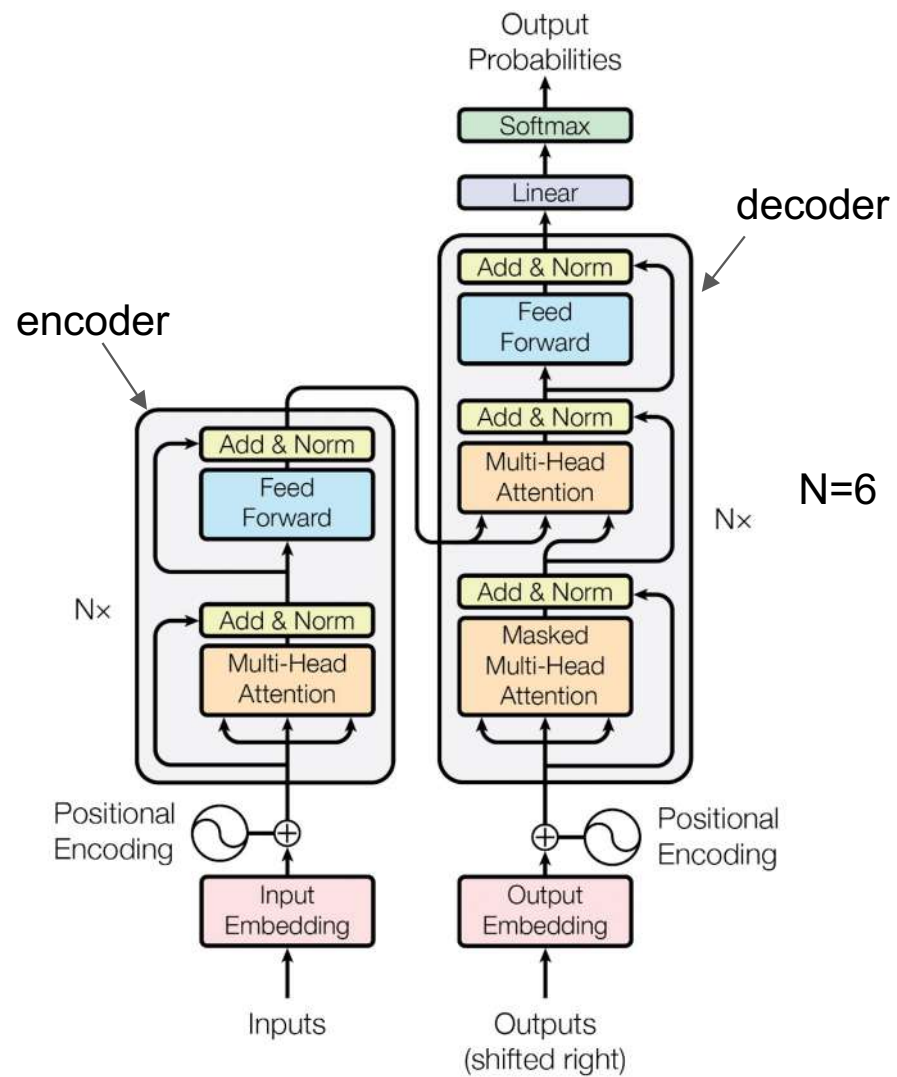 Output
Probabilities
Softmax
Linear
decoder
Add & Norm
Feed
Forward
Add & Norm
Multi-Head
Attention
N=6
N×
Add & Norm
Masked
Multi-Head
Attention
Positional
Encoding
Output
Embedding
Outputs
(shifted right)
encoder
Add & Norm
Feed
Forward
N×
Add & Norm
Multi-Head
Attention
Positional
Encoding
Input
Embedding
Inputs